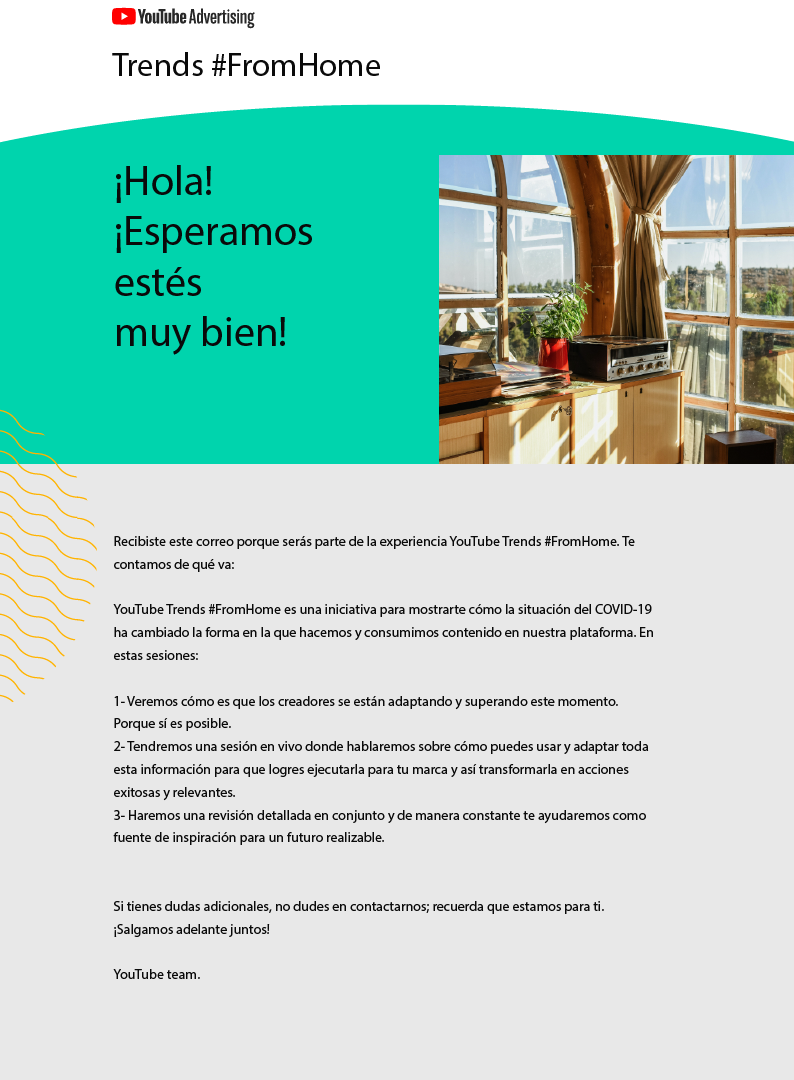 YouTube Advertising
Trends #FromHome
¡Hola!
¡Esperamos
estés
muy bien!
Recibiste este correo porque serás parte de la experiencia YouTube Trends #FromHome. Te
contamos de qué va:
YouTube Trends #FromHome es una iniciativa para mostrarte cómo la situación del COVID-19
ha cambiado la forma en la que hacemos y consumimos contenido en nuestra plataforma. En
estas sesiones:
1- Veremos cómo es que los creadores se están adaptando y superando este momento.
Porque sí es posible.
2- Tendremos una sesión en vivo donde hablaremos sobre cómo puedes usar y adaptar toda
esta información para que logres ejecutarla para tu marca y así transformarla en acciones
exitosas y relevantes.
3- Haremos una revisión detallada en conjunto y de manera constante te ayudaremos como
fuente de inspiración para un futuro realizable.
Si tienes dudas adicionales, no dudes en contactarnos; recuerda que estamos para ti.
¡Salgamos adelante juntos!
YouTube team.